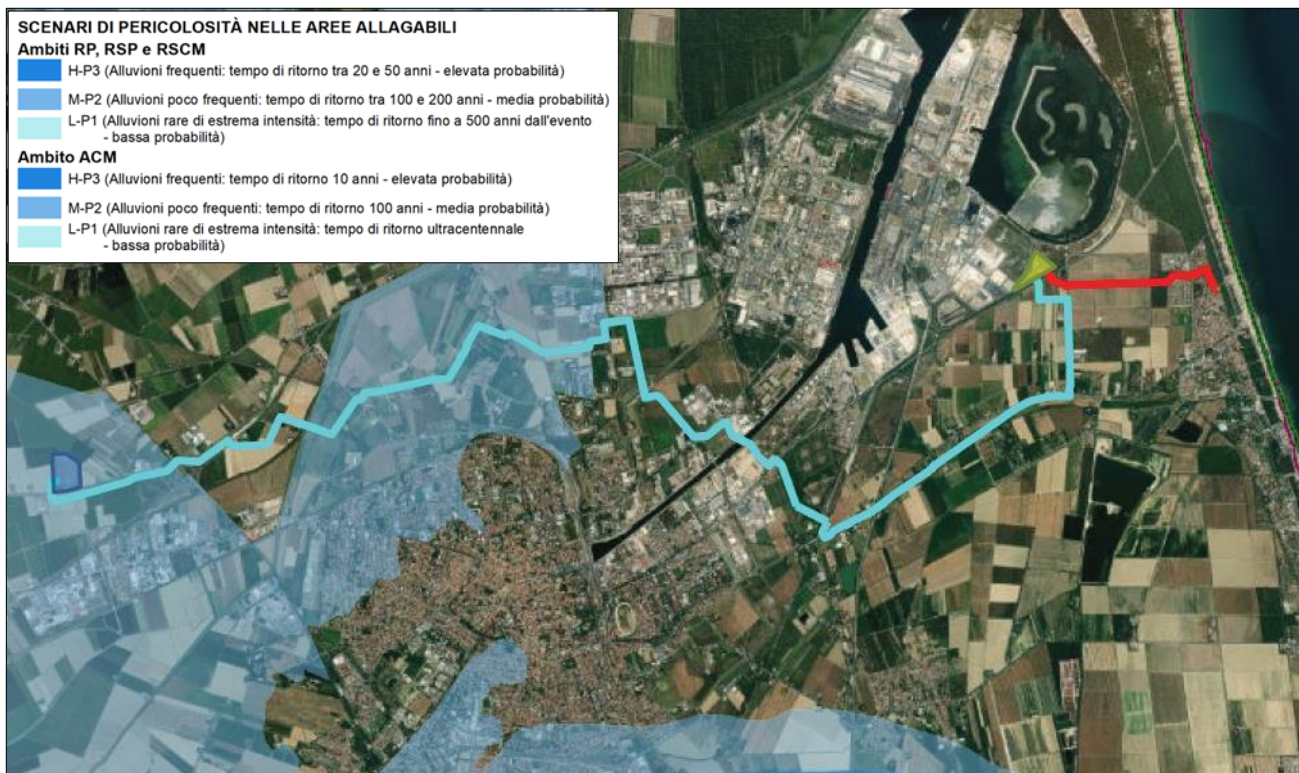 SCENARI DI PERICOLOSITÀ NELLE AREE ALLAGABILI
Ambiti RP, RSP e RSCM
H-P3 (Alluvioni frequenti: tempo di ritorno tra 20 e 50 anni - elevata probabilità)
M-P2 (Alluvioni poco frequenti: tempo di ritorno tra 100 e 200 anni - media probabilità)
L-P1 (Alluvioni rare di estrema intensità: tempo di ritorno fino a 500 anni dall'evento
- bassa probabilità)
Ambito ACM
H-P3 (Alluvioni frequenti: tempo di ritorno 10 anni - elevata probabilità)
M-P2 (Alluvioni poco frequenti: tempo di ritorno 100 anni - media probabilità)
L-P1 (Alluvioni rare di estrema intensità: tempo di ritorno ultracentennale
- bassa probabilità)